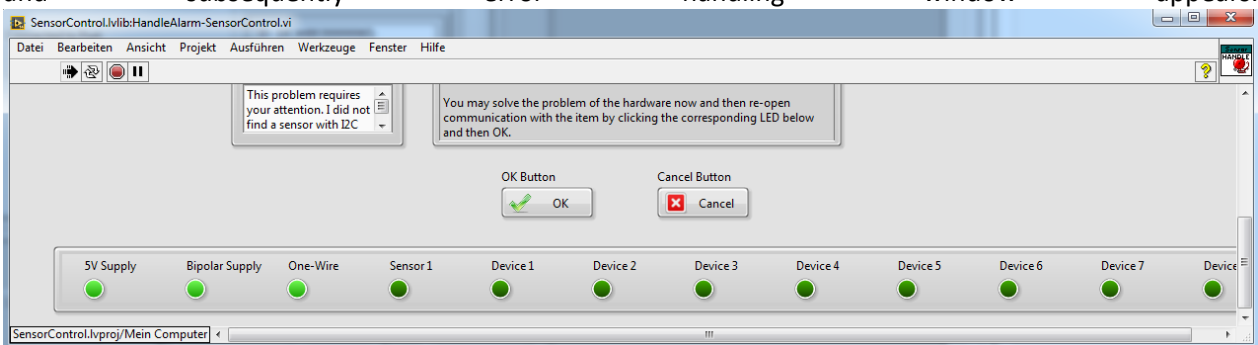 and subsequently error handling window appears.
SensorControl.lvlib:HandleAlarm-SensorControl.vi
Datei Bearbeiten Ansicht Projekt Ausführen Werkzeuge Fenster Hilfe
HANDLE
This problem requires
your attention. I did not
find a sensor with I2C
You may solve the problem of the hardware now and then re-open
communication with the item by clicking the corresponding LED below
and then OK.
OK Button Cancel Button
OK Cancel
5V Supply Bipolar Supply One-Wire Sensor 1 Device 1 Device 2 Device 3 Device 4 Device 5 Device 6 Device 7 Device
SensorControl.lvproj/Mein Computer